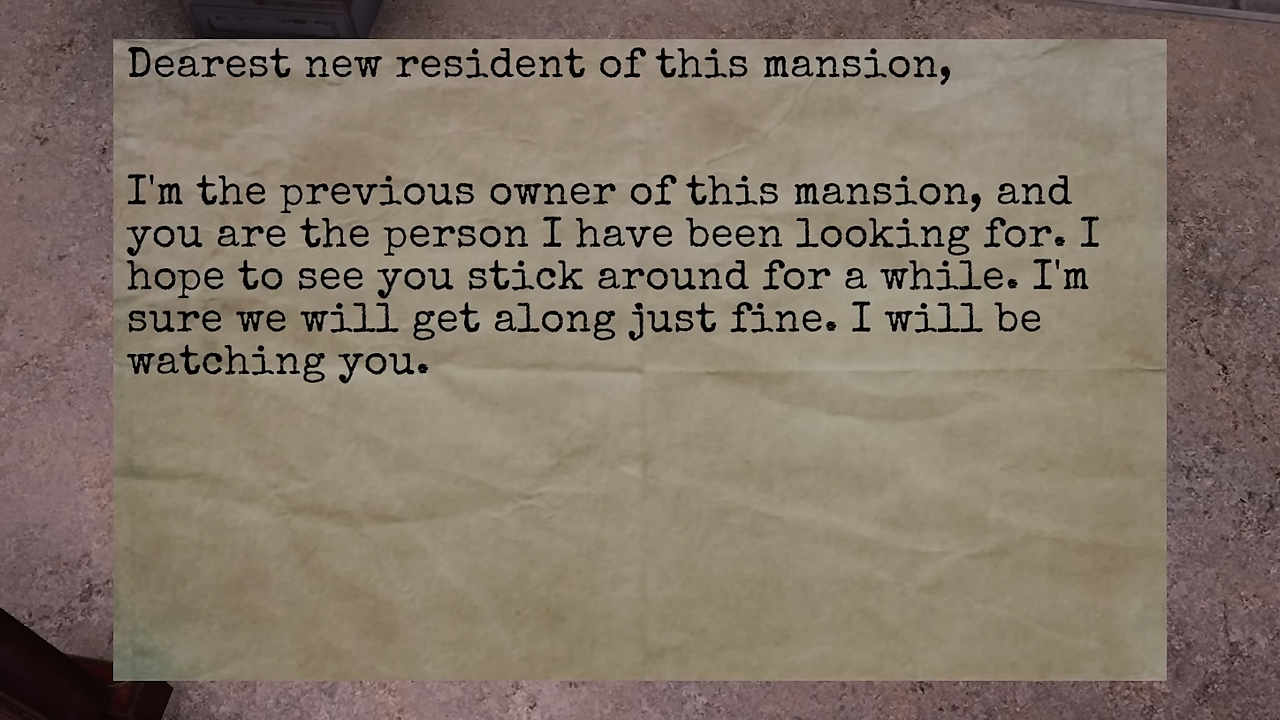 Dearest new resident of this mansion,
I'm the previous owner of this mansion, and
you are the person I have been looking for. I
hope to see you stick around for a while. I'm
sure we will get along just fine. I will be
watching you.